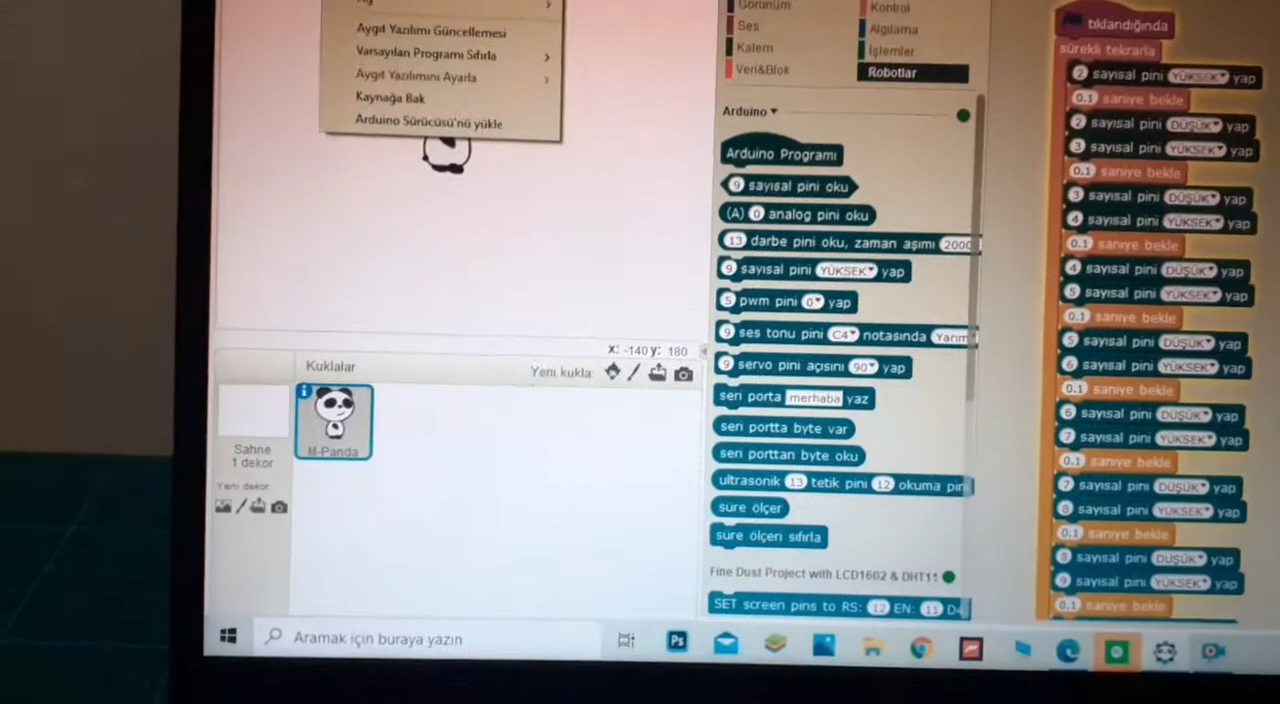 Aygıt Yazılımı Güncellemesi
Varsayılan Programı Sıfırla
Aygıt Yazılımını Ayarla
Kaynağa Bak
Arduino Sürücüsü'nü yükle
Görünüm
Ses
Kalem
Veri&Blok
Kontrol
Algılama
İşlemler
Robotlar
Arduino
Arduino Programı
9 sayısal pini oku
(A) 0 analog pini oku
13 darbe pini oku, zaman aşımı 2000
9 sayısal pini YÜKSEK yap
5 pwm pini 0 yap
9 ses tonu pini C4 notasında Yarım
9 servo pini açısını 90 yap
seri porta merhaba yaz
seri portta byte var
seri porttan byte oku
ultrasonik 13 tetik pini 12 okuma pin
süre ölçer
süre ölçeri sıfırla
Fine Dust Project with LCD1602 & DHT11
SET screen pins to RS: 12 EN: 11 D4
tıklandığında
sürekli tekrarla
2 sayısal pini YÜKSEK yap
0.1 saniye bekle
2 sayısal pini DÜŞÜK yap
3 sayısal pini YÜKSEK yap
0.1 saniye bekle
3 sayısal pini DÜŞÜK yap
4 sayısal pini YÜKSEK yap
0.1 saniye bekle
4 sayısal pini DÜŞÜK yap
5 sayısal pini YÜKSEK yap
0.1 saniye bekle
5 sayısal pini DÜŞÜK yap
6 sayısal pini YÜKSEK yap
0.1 saniye bekle
6 sayısal pini DÜŞÜK yap
7 sayısal pini YÜKSEK yap
0.1 saniye bekle
7 sayısal pini DÜŞÜK yap
8 sayısal pini YÜKSEK yap
0.1 saniye bekle
8 sayısal pini DÜŞÜK yap
9 sayısal pini YÜKSEK yap
0.1 saniye bekle
x: -140 y: 180
Kuklalar
Yeni kukla:
M-Panda
Sahne
1 dekor
Yeni dekor
Aramak için buraya yazın
Ps